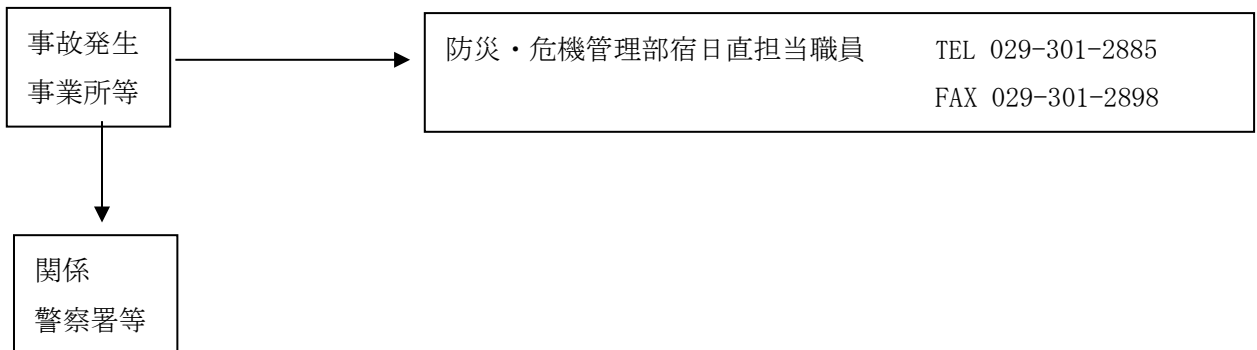 事故発生
事業所等
防災・危機管理部宿日直担当職員 TEL 029-301-2885
FAX 029-301-2898
関係
警察署等